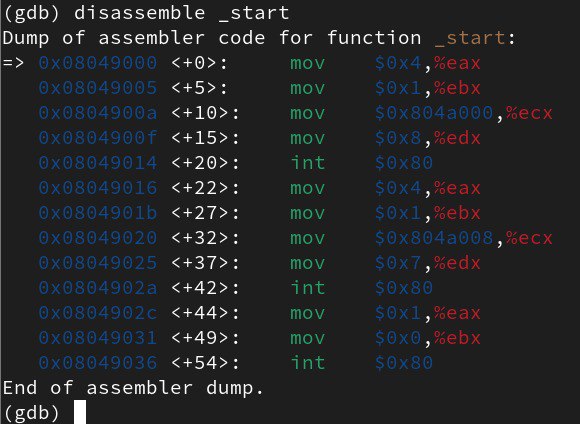 (gdb) disassemble _start
Dump of assembler code for function _start:
=> 0x08049000 <+0>:     mov    $0x4,%eax
   0x08049005 <+5>:     mov    $0x1,%ebx
   0x0804900a <+10>:    mov    $0x804a000,%ecx
   0x0804900f <+15>:    mov    $0x8,%edx
   0x08049014 <+20>:    int    $0x80
   0x08049016 <+22>:    mov    $0x4,%eax
   0x0804901b <+27>:    mov    $0x1,%ebx
   0x08049020 <+32>:    mov    $0x804a008,%ecx
   0x08049025 <+37>:    mov    $0x7,%edx
   0x0804902a <+42>:    int    $0x80
   0x0804902c <+44>:    mov    $0x1,%eax
   0x08049031 <+49>:    mov    $0x0,%ebx
   0x08049036 <+54>:    int    $0x80
End of assembler dump.
(gdb)